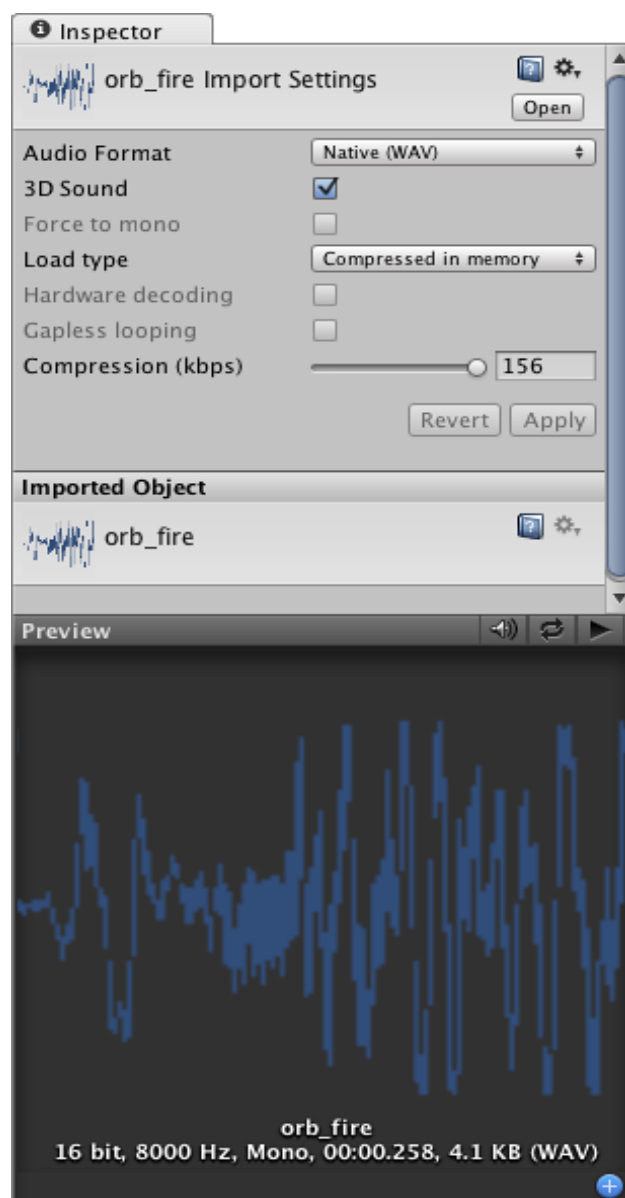 Inspector
orb_fire Import Settings
Open
Audio Format Native (WAV)
3D Sound
Force to mono
Load type Compressed in memory
Hardware decoding
Gapless looping
Compression (kbps) 156
Revert Apply
Imported Object
orb_fire
Preview
orb_fire
16 bit, 8000 Hz, Mono, 00:00.258, 4.1 KB (WAV)